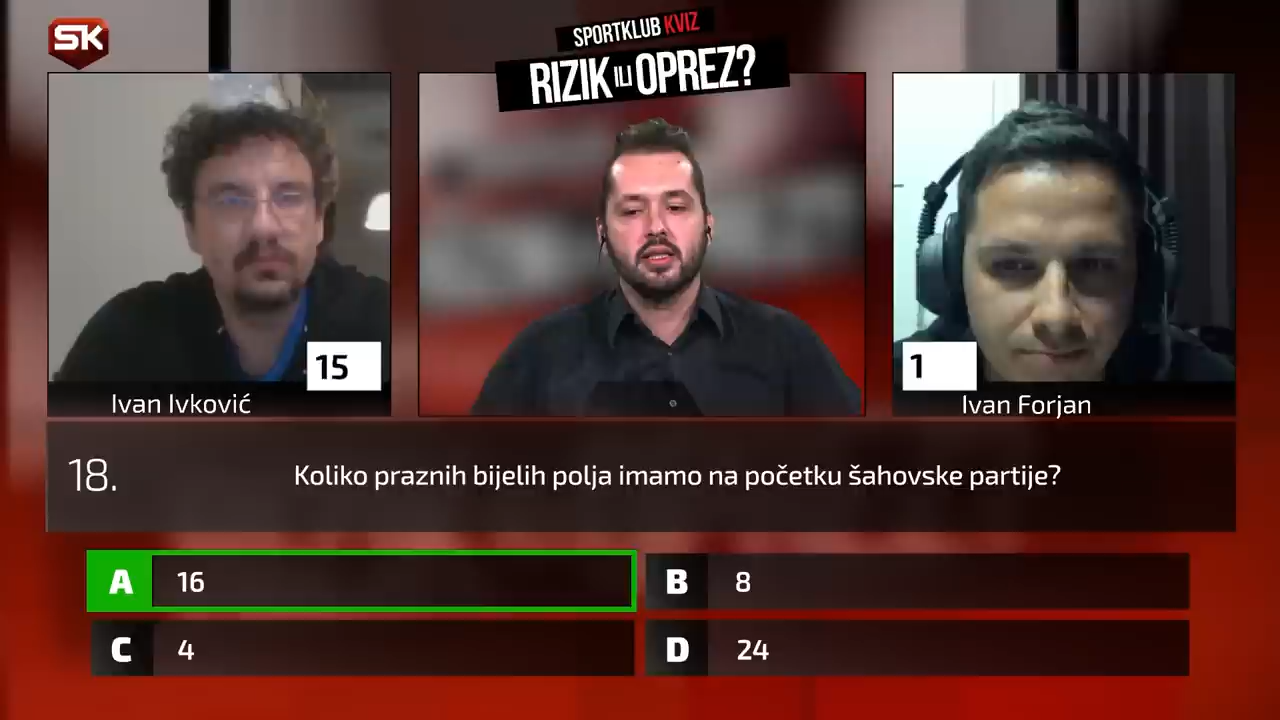 SK
SPORTKLUB KVIZ
RIZIK ILI OPREZ?
15
Ivan Ivković
1
Ivan Forjan
18.
Koliko praznih bijelih polja imamo na početku šahovske partije?
A 16
B 8
C 4
D 24